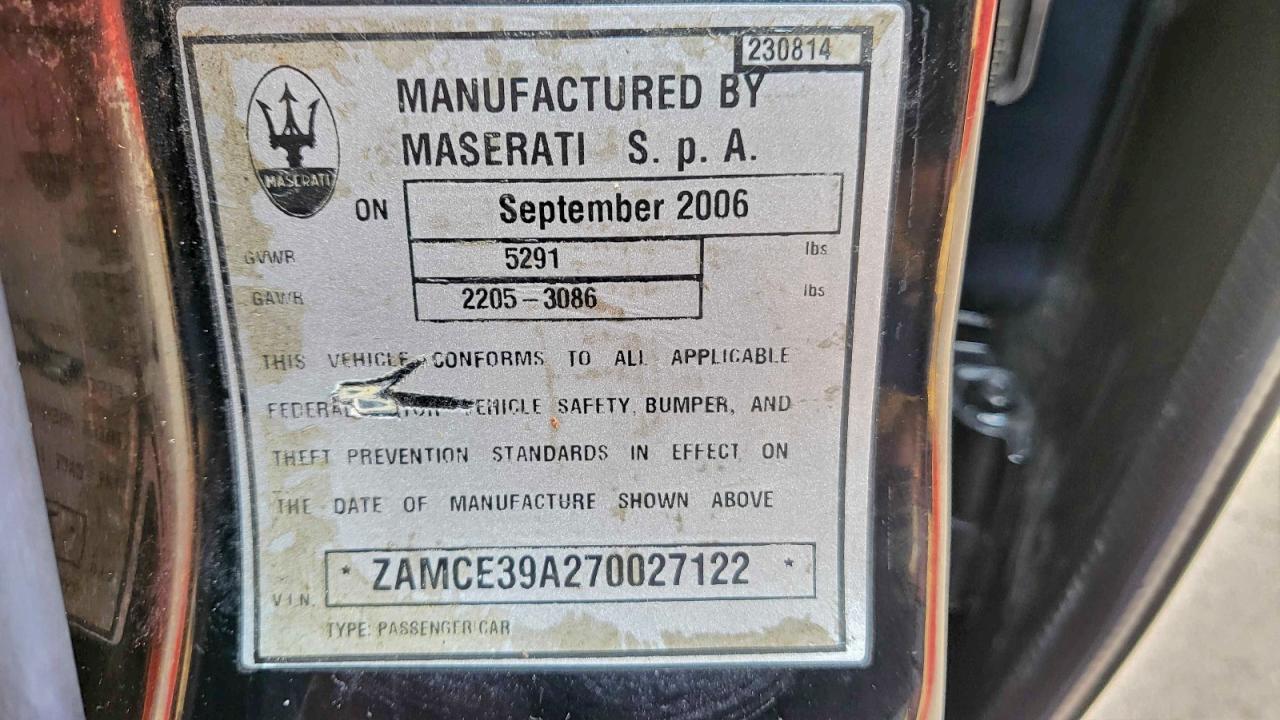 230814
MANUFACTURED BY
MASERATI S. p. A.
MASERATI
ON September 2006
GVWR 5291 lbs
GAWR 2205-3086 lbs
THIS VEHICLE CONFORMS TO ALL APPLICABLE
FEDERAL VEHICLE SAFETY, BUMPER, AND
THEFT PREVENTION STANDARDS IN EFFECT ON
THE DATE OF MANUFACTURE SHOWN ABOVE
V.I.N. * ZAMCE39A270027122 *
TYPE: PASSENGER CAR